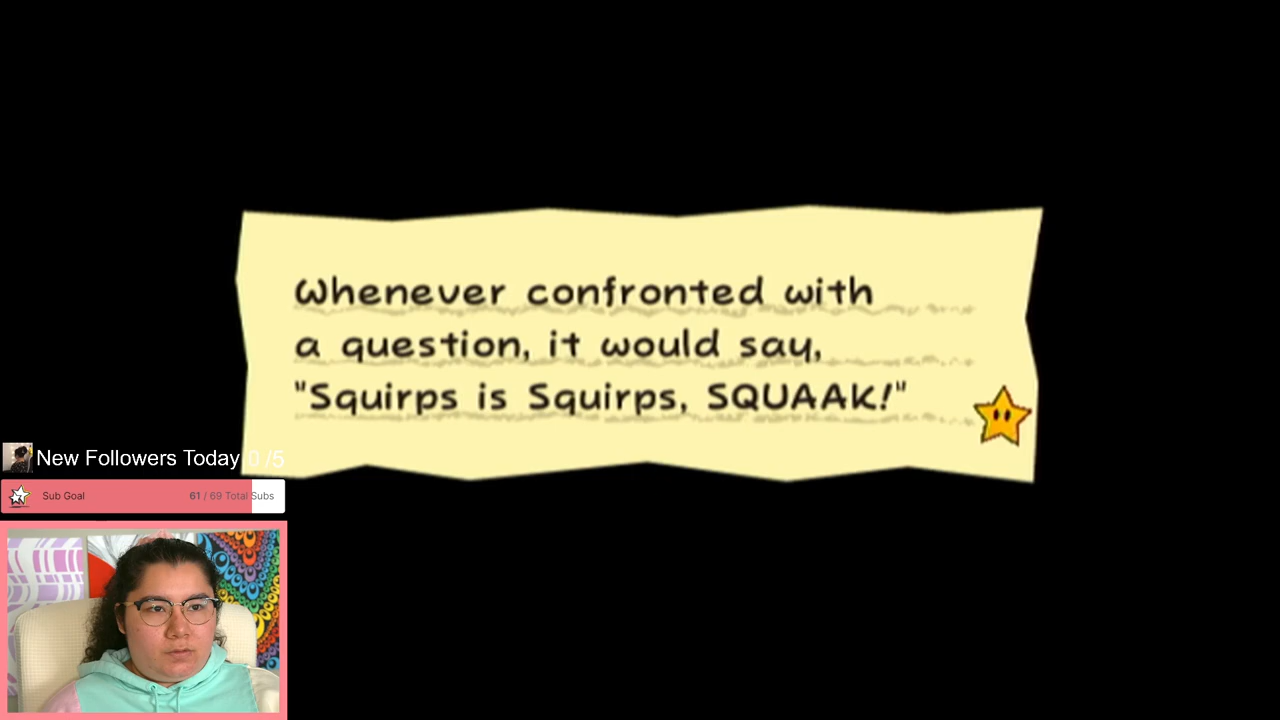 Whenever confronted with
a question, it would say,
"Squirps is Squirps, SQUAAK!"
New Followers Today 0 /5
Sub Goal 61 / 69 Total Subs